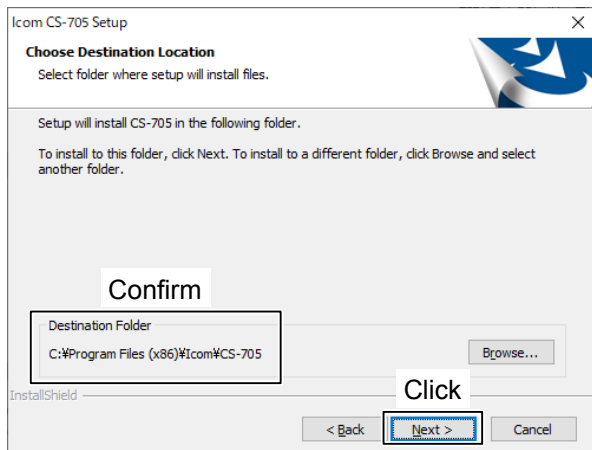 Icom CS-705 Setup
Choose Destination Location
Select folder where setup will install files.
Setup will install CS-705 in the following folder.
To install to this folder, click Next. To install to a different folder, click Browse and select
another folder.
Confirm
Destination Folder
C:¥Program Files (x86)¥Icom¥CS-705
Browse...
InstallShield
Click
< Back
Next >
Cancel